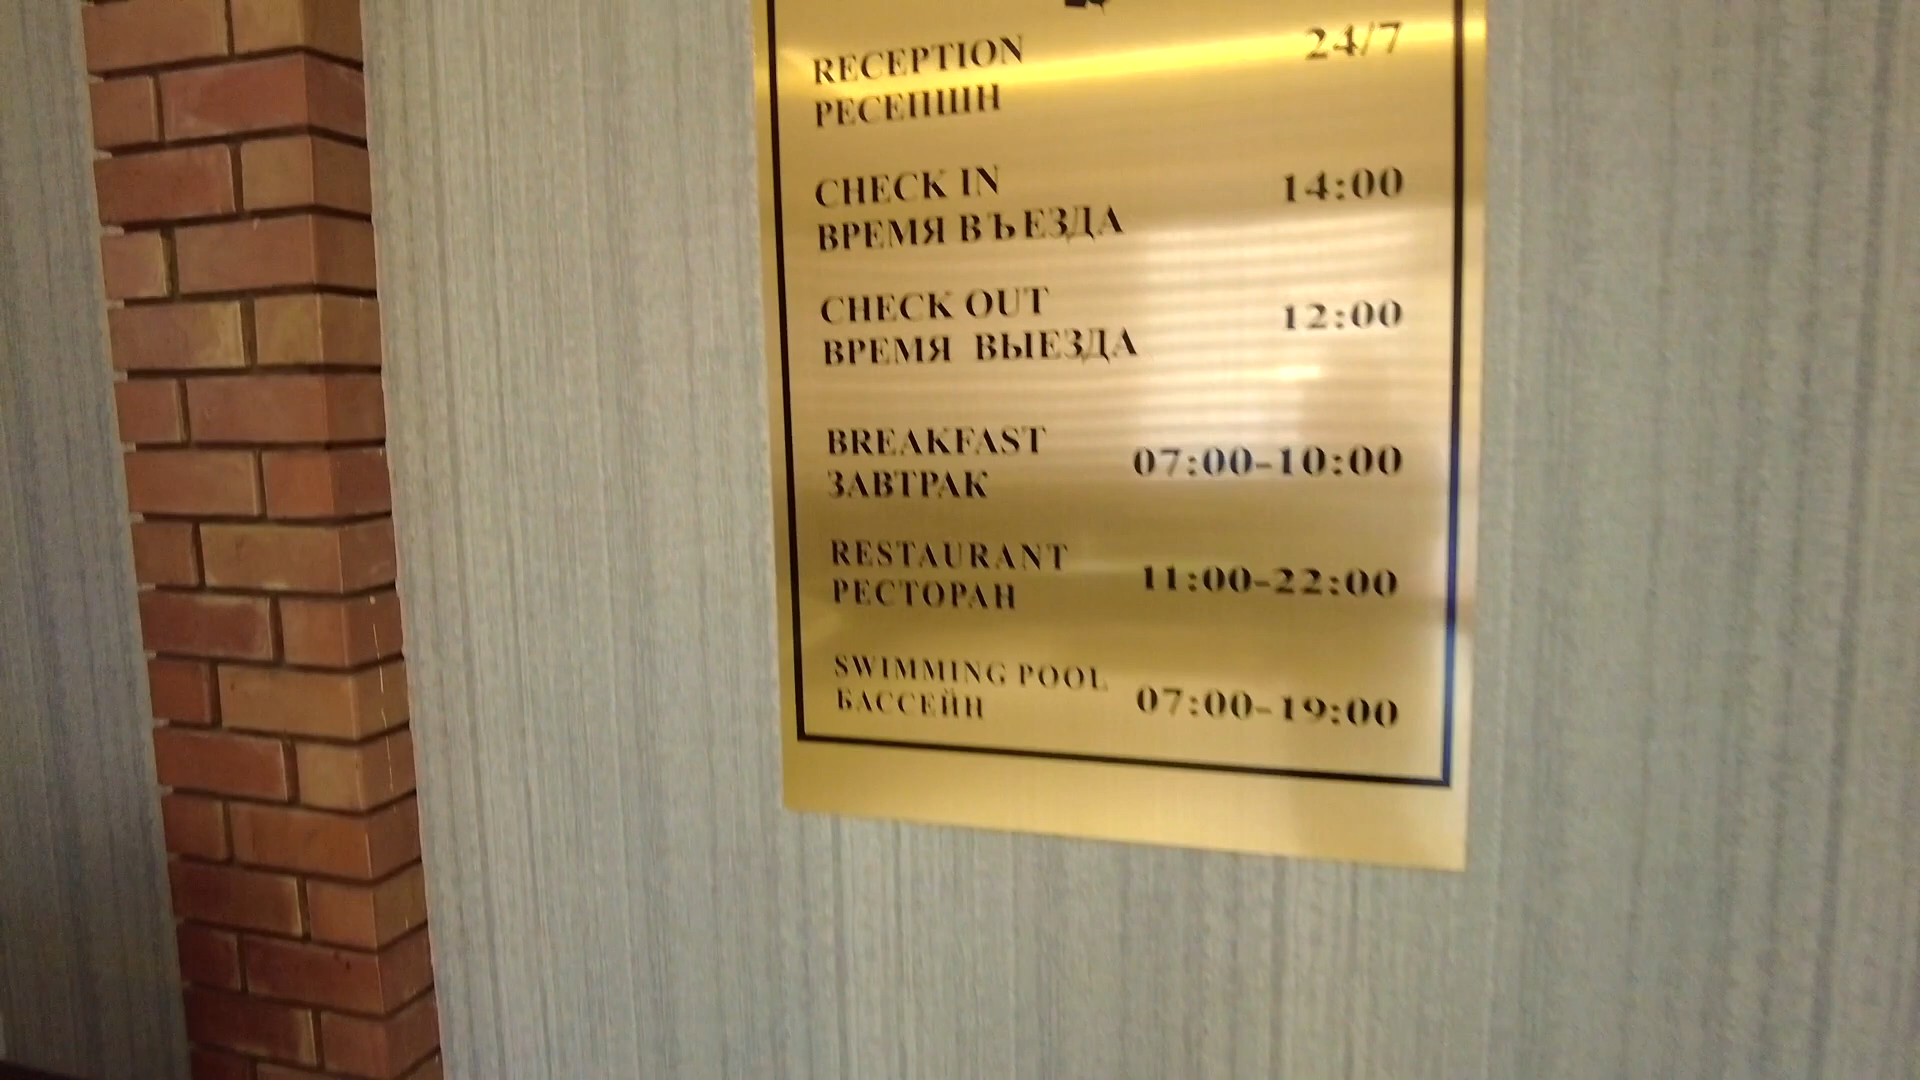 RECEPTION 24/7
РЕСЕПШН
CHECK IN 14:00
ВРЕМЯ ВЪЕЗДА
CHECK OUT 12:00
ВРЕМЯ ВЫЕЗДА
BREAKFAST 07:00-10:00
ЗАВТРАК
RESTAURANT 11:00-22:00
РЕСТОРАН
SWIMMING POOL 07:00-19:00
БАССЕЙН